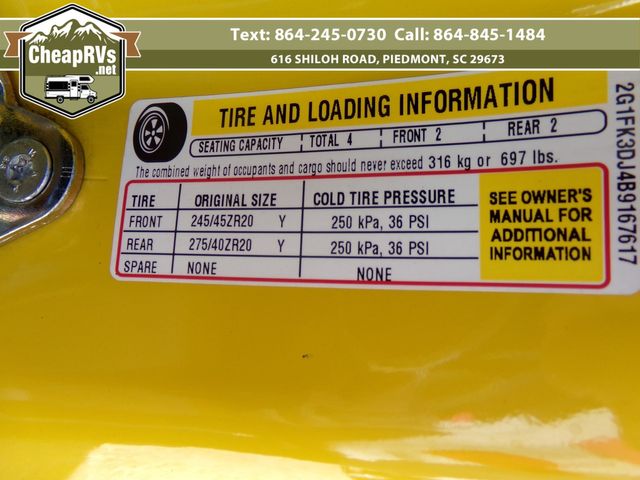 CheapRVs
.net
Text: 864-245-0730 Call: 864-845-1484
616 SHILOH ROAD, PIEDMONT, SC 29673
TIRE AND LOADING INFORMATION
SEATING CAPACITY TOTAL 4 FRONT 2 REAR 2
The combined weight of occupants and cargo should never exceed 316 kg or 697 lbs.
TIRE ORIGINAL SIZE COLD TIRE PRESSURE
FRONT 245/45ZR20 Y 250 kPa, 36 PSI
REAR 275/40ZR20 Y 250 kPa, 36 PSI
SPARE NONE NONE
SEE OWNER'S
MANUAL FOR
ADDITIONAL
INFORMATION
2G1FK3DJ4B9167617